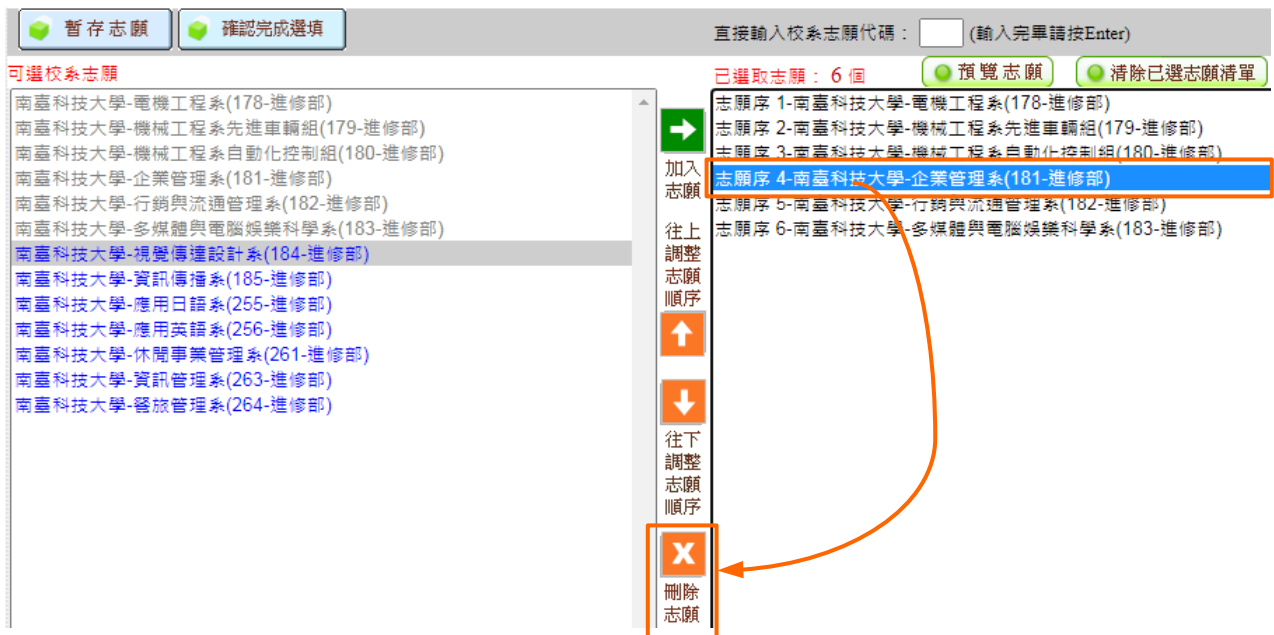 暫存志願
確認完成選填
直接輸入校系志願代碼： (輸入完畢請按Enter)
可選校系志願
已選取志願： 6 個
預覽志願
清除已選志願清單
南臺科技大學-電機工程系(178-進修部)
南臺科技大學-機械工程系先進車輛組(179-進修部)
南臺科技大學-機械工程系自動化控制組(180-進修部)
南臺科技大學-企業管理系(181-進修部)
南臺科技大學-行銷與流通管理系(182-進修部)
南臺科技大學-多媒體與電腦娛樂科學系(183-進修部)
南臺科技大學-視覺傳達設計系(184-進修部)
南臺科技大學-資訊傳播系(185-進修部)
南臺科技大學-應用日語系(255-進修部)
南臺科技大學-應用英語系(256-進修部)
南臺科技大學-休閒事業管理系(261-進修部)
南臺科技大學-資訊管理系(263-進修部)
南臺科技大學-餐旅管理系(264-進修部)
加入
志願
往上
調整
志願
順序
往下
調整
志願
順序
X
刪除
志願
志願序 1-南臺科技大學-電機工程系(178-進修部)
志願序 2-南臺科技大學-機械工程系先進車輛組(179-進修部)
志願序 3-南臺科技大學-機械工程系自動化控制組(180-進修部)
志願序 4-南臺科技大學-企業管理系(181-進修部)
志願序 5-南臺科技大學-行銷與流通管理系(182-進修部)
志願序 6-南臺科技大學-多媒體與電腦娛樂科學系(183-進修部)